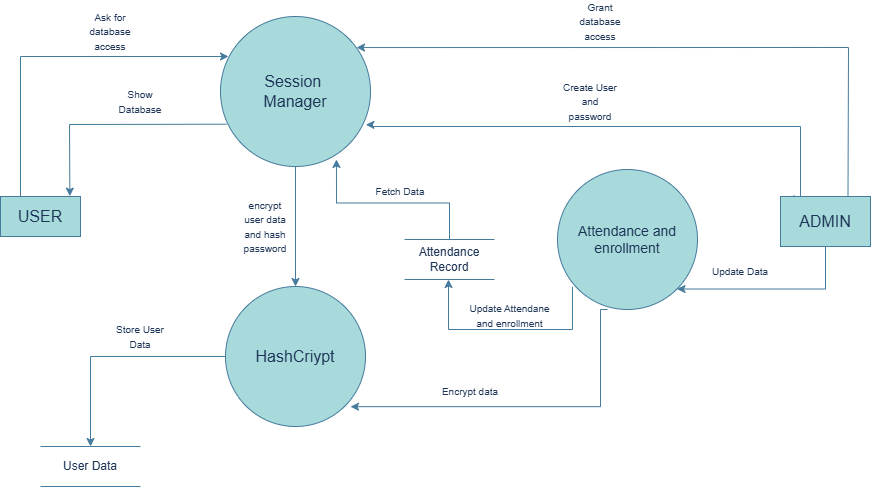 Ask for
database
access
Grant
database
access
Session
Manager
Show
Database
Create User
and
password
USER
Fetch Data
ADMIN
encrypt
user data
and hash
password
Attendance and
enrollment
Attendance
Record
Update Data
Update Attendane
and enrollment
Store User
Data
HashCriypt
Encrypt data
User Data